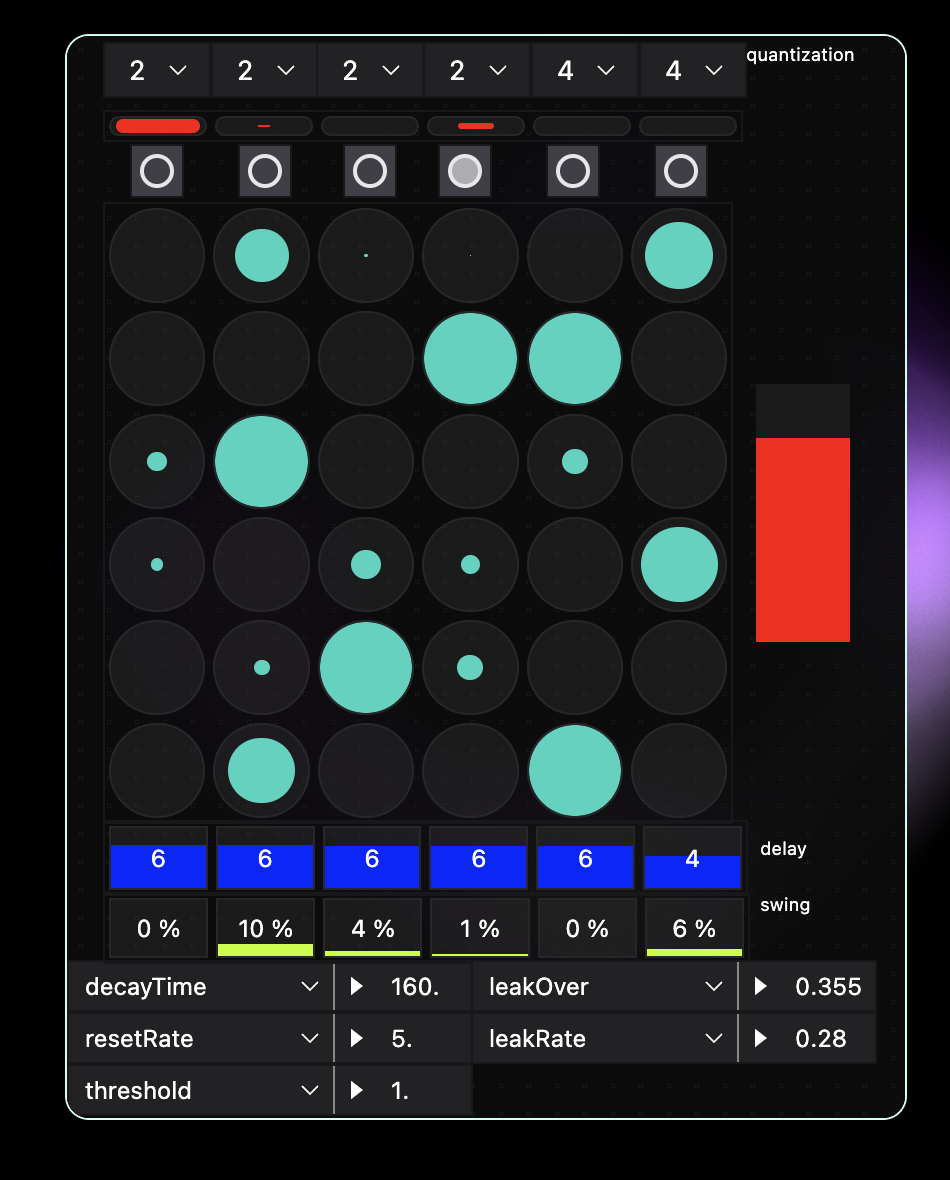 2 2 2 2 4 4 quantization
6 6 6 6 6 4 delay
0 % 10 % 4 % 1 % 0 % 6 % swing
decayTime 160. leakOver 0.355
resetRate 5. leakRate 0.28
threshold 1.